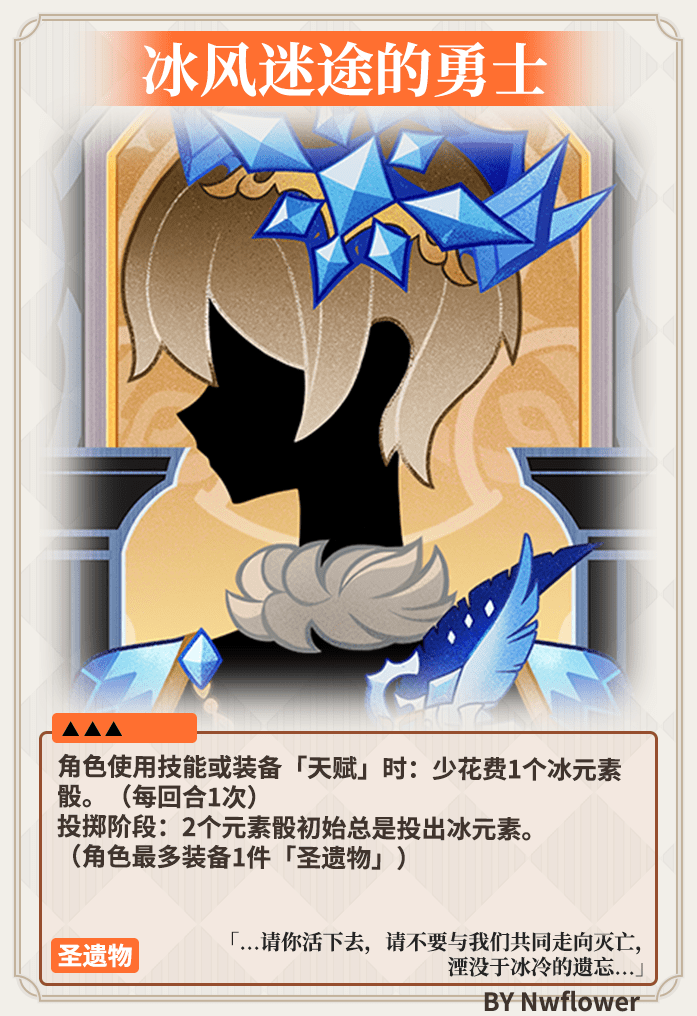 冰风迷途的勇士
▲▲▲
角色使用技能或装备「天赋」时：少花费1个冰元素
骰。（每回合1次）
投掷阶段：2个元素骰初始总是投出冰元素。
（角色最多装备1件「圣遗物」）
圣遗物
「…请你活下去，请不要与我们共同走向灭亡，
湮没于冰冷的遗忘…」
BY Nwflower